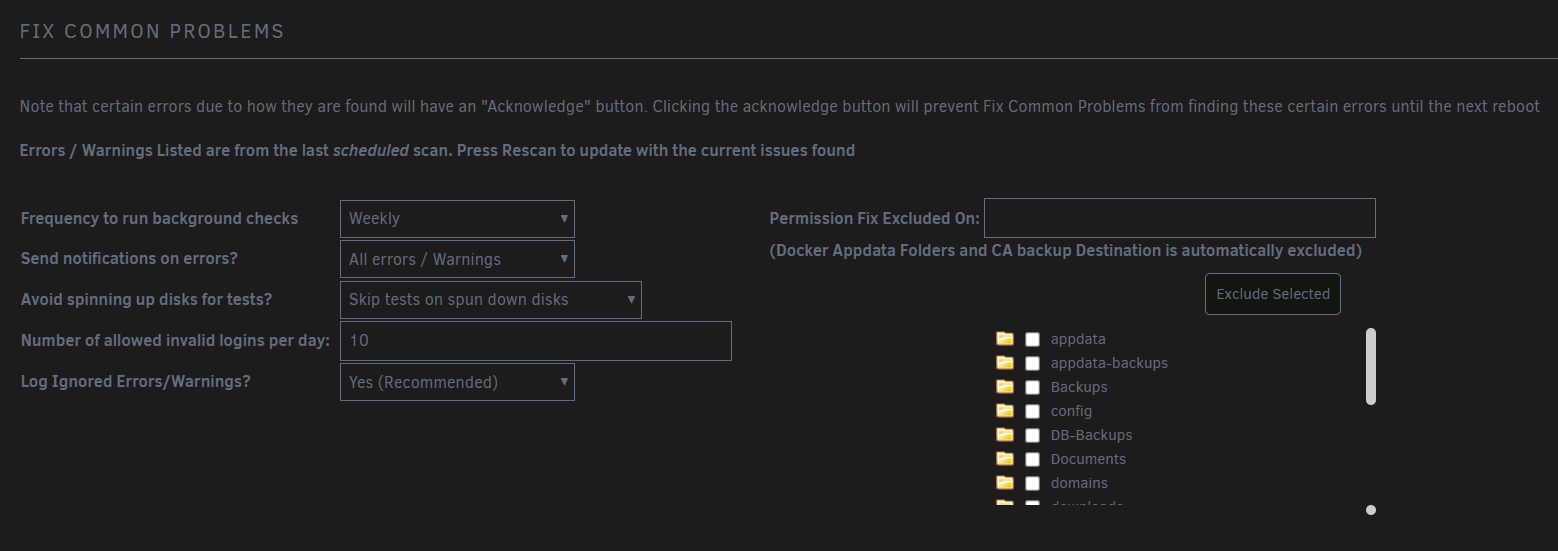 FIX COMMON PROBLEMS
Note that certain errors due to how they are found will have an "Acknowledge" button. Clicking the acknowledge button will prevent Fix Common Problems from finding these certain errors until the next reboot
Errors / Warnings Listed are from the last scheduled scan. Press Rescan to update with the current issues found
Frequency to run background checks Weekly
Send notifications on errors? All errors / Warnings
Avoid spinning up disks for tests? Skip tests on spun down disks
Number of allowed invalid logins per day: 10
Log Ignored Errors/Warnings? Yes (Recommended)
Permission Fix Excluded On:
(Docker Appdata Folders and CA backup Destination is automatically excluded)
Exclude Selected
appdata
appdata-backups
Backups
config
DB-Backups
Documents
domains